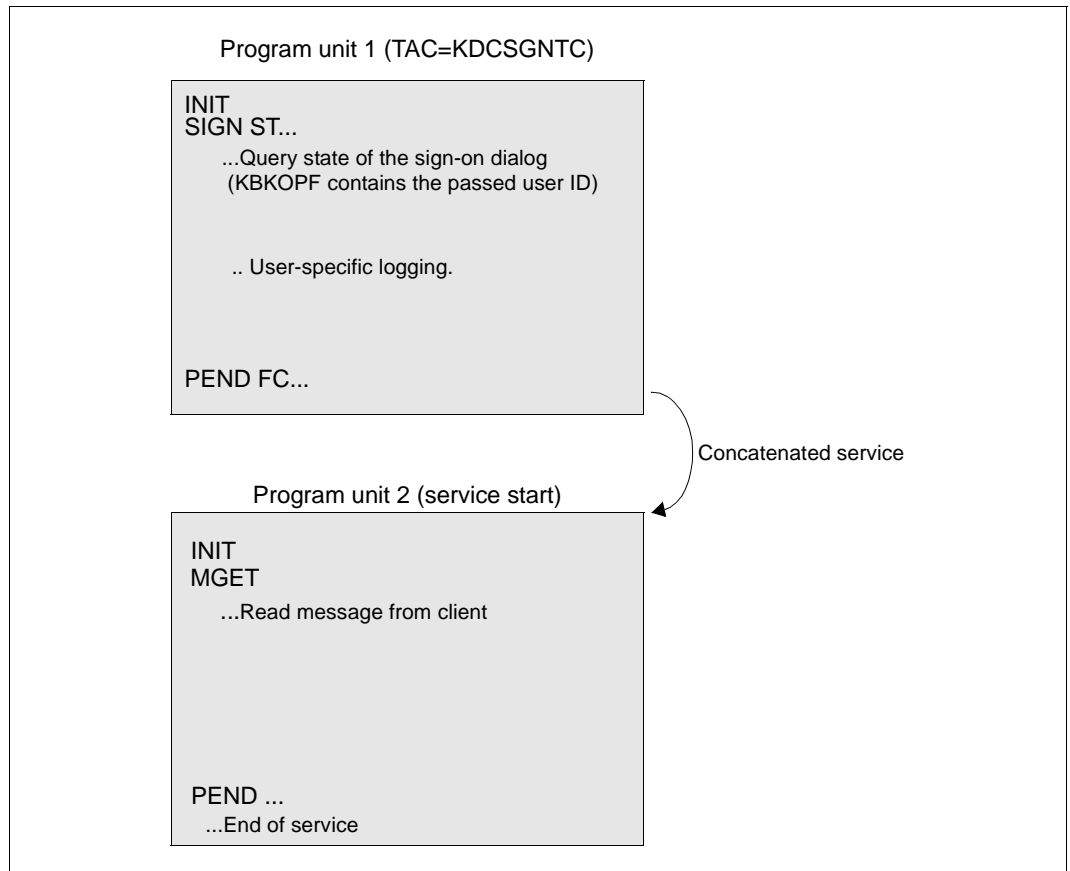 Program unit 1 (TAC=KDCSGNTC)
INIT
SIGN ST...
...Query state of the sign-on dialog
(KBKOPF contains the passed user ID)
.. User-specific logging.
PEND FC...
Concatenated service
Program unit 2 (service start)
INIT
MGET
...Read message from client
PEND ...
...End of service